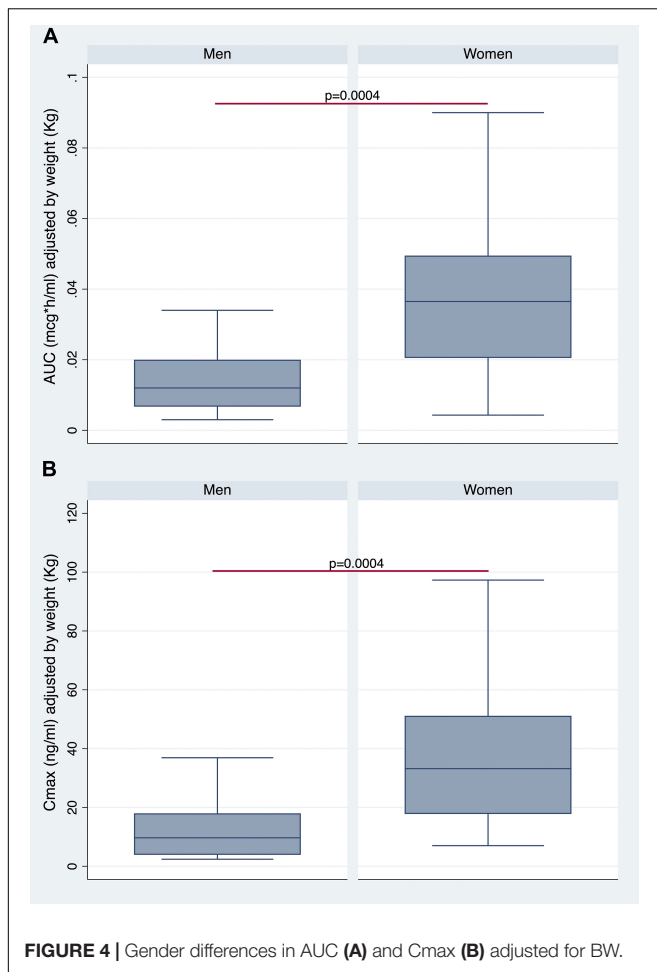 A
Men
Women
AUC (mcg*h/ml) adjusted by weight (Kg)
.1
.08
.06
.04
.02
0
p=0.0004
B
Men
Women
Cmax (ng/ml) adjusted by weight (Kg)
120
100
80
60
40
20
0
p=0.0004
FIGURE 4 | Gender differences in AUC (A) and Cmax (B) adjusted for BW.